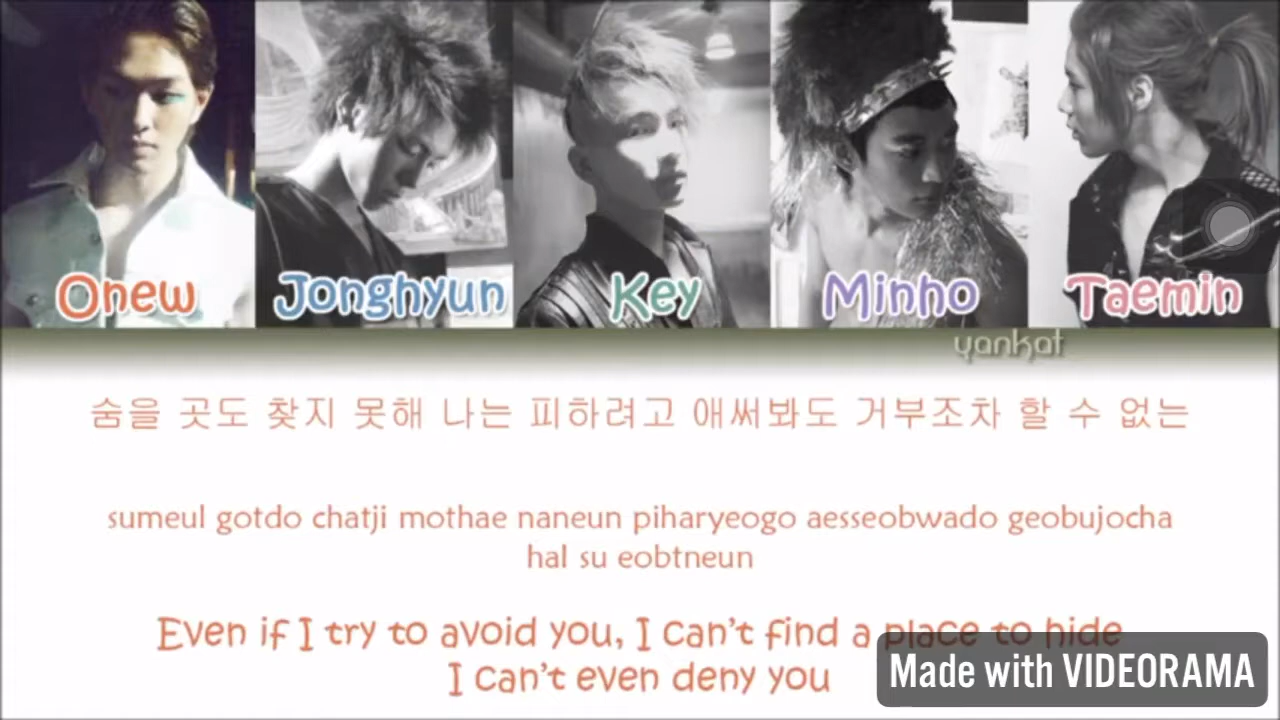 Onew Jonghyun Key Minho Taemin
yankat
숨을 곳도 찾지 못해 나는 피하려고 애써봐도 거부조차 할 수 없는
sumeul gotdo chatji mothae naneun piharyeogo aesseobwado geobujocha
hal su eobtneun
Even if I try to avoid you, I can't find a place to hide
I can't even deny you
Made with VIDEORAMA